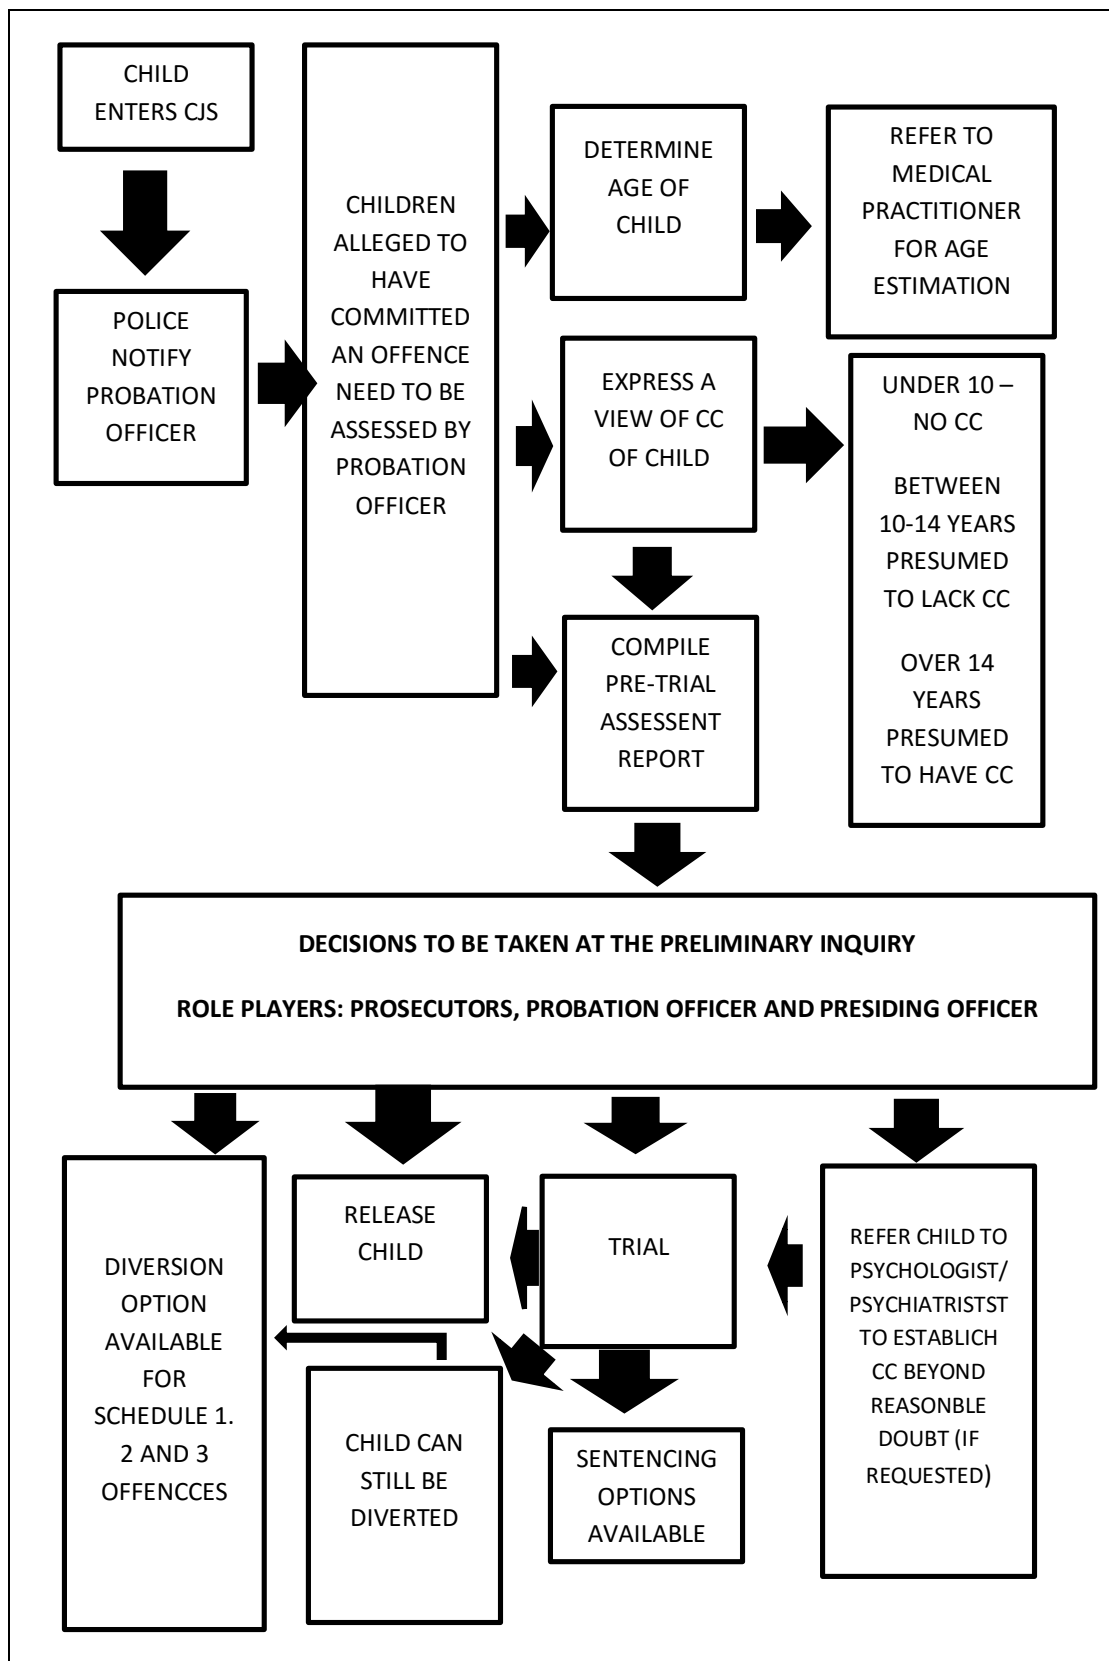 CHILD
ENTERS CJS
POLICE
NOTIFY
PROBATION
OFFICER
CHILDREN
ALLEGED TO
HAVE
COMMITTED
AN OFFENCE
NEED TO BE
ASSESSED BY
PROBATION
OFFICER
DETERMINE
AGE OF
CHILD
REFER TO
MEDICAL
PRACTITIONER
FOR AGE
ESTIMATION
EXPRESS A
VIEW OF CC
OF CHILD
UNDER 10 –
NO CC
BETWEEN
10-14 YEARS
PRESUMED
TO LACK CC
OVER 14
YEARS
PRESUMED
TO HAVE CC
COMPILE
PRE-TRIAL
ASSESSENT
REPORT
DECISIONS TO BE TAKEN AT THE PRELIMINARY INQUIRY
ROLE PLAYERS: PROSECUTORS, PROBATION OFFICER AND PRESIDING OFFICER
DIVERSION
OPTION
AVAILABLE
FOR
SCHEDULE 1.
2 AND 3
OFFENCCES
RELEASE
CHILD
TRIAL
REFER CHILD TO
PSYCHOLOGIST/
PSYCHIATRISTST
TO ESTABLICH
CC BEYOND
REASONBLE
DOUBT (IF
REQUESTED)
CHILD CAN
STILL BE
DIVERTED
SENTENCING
OPTIONS
AVAILABLE